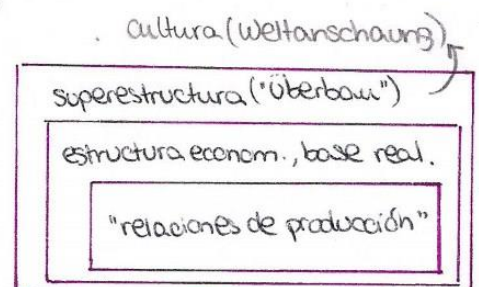 . cultura (Weltanschaung)
superestructura ("Überbau")
estructura econom., base real.
"relaciones de producción"